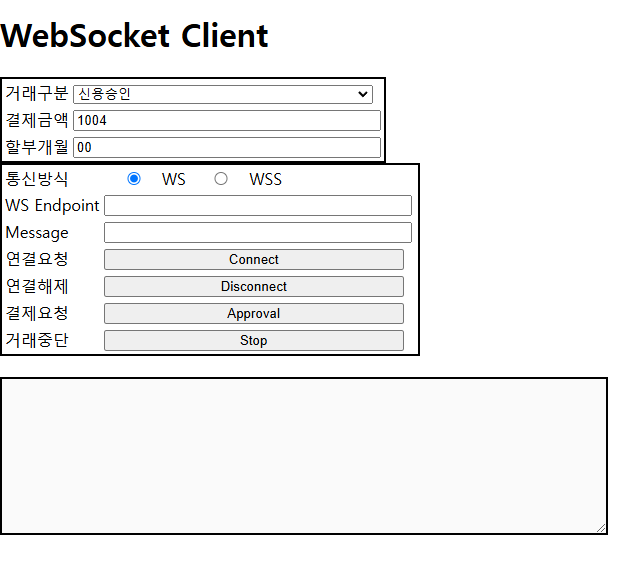 WebSocket Client
거래구분 신용승인
결제금액 1004
할부개월 00
통신방식 WS WSS
WS Endpoint
Message
연결요청 Connect
연결해제 Disconnect
결제요청 Approval
거래중단 Stop